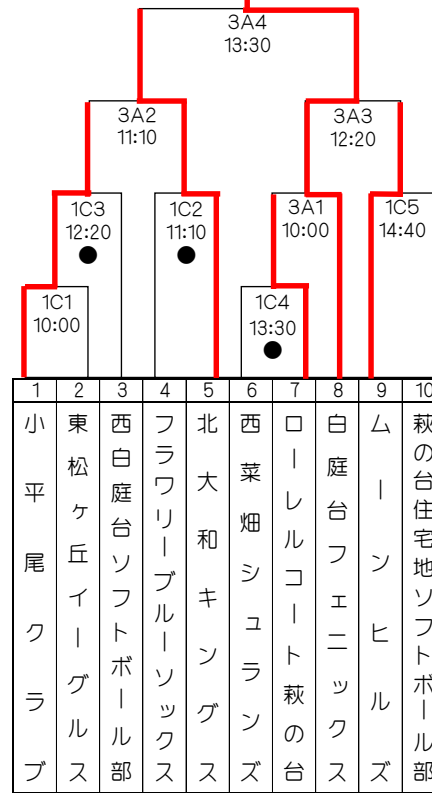 3A4
13:30
3A2
11:10
3A3
12:20
1C3
12:20
●
1C2
11:10
●
3A1
10:00
1C5
14:40
1C1
10:00
1C4
13:30
●
1 2 3 4 5 6 7 8 9 10
小平尾クラブ
東松ヶ丘イーグルス
西白庭台ソフトボール部
フラワリーブルーソックス
北大和キングス
西菜畑シュランズ
ローレルコート萩の台
白庭台フェニックス
ムーンヒルズ
萩の台住宅地ソフトボール部